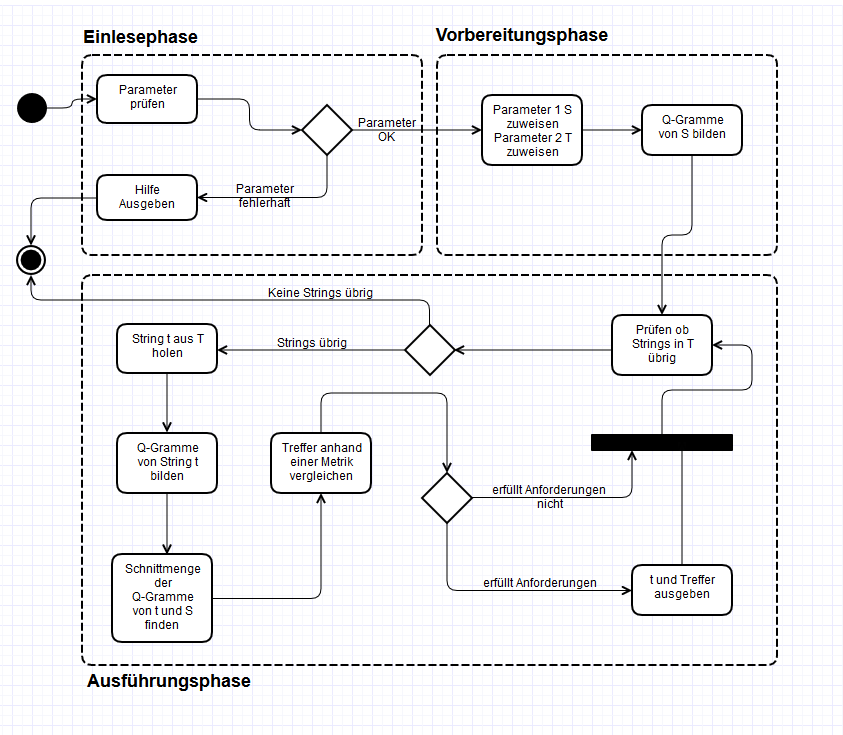 Einlesephase
Vorbereitungsphase
Parameter
prüfen
Parameter
OK
Parameter 1 S
zuweisen
Parameter 2 T
zuweisen
Q-Gramme
von S bilden
Hilfe
Ausgeben
Parameter
fehlerhaft
Keine Strings übrig
String t aus T
holen
Strings übrig
Prüfen ob
Strings in T
übrig
Q-Gramme
von String t
bilden
Treffer anhand
einer Metrik
vergleichen
erfüllt Anforderungen
nicht
Schnittmenge
der
Q-Gramme
von t und S
finden
erfüllt Anforderungen
t und Treffer
ausgeben
Ausführungsphase